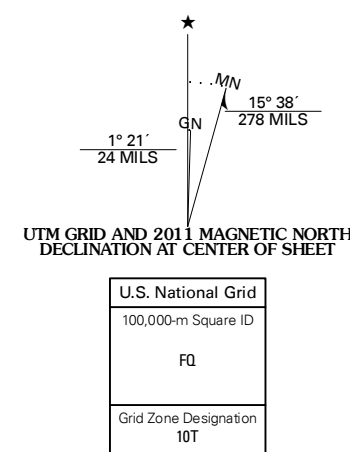 ★
MN
15° 38´
278 MILS
GN
1° 21´
24 MILS
UTM GRID AND 2011 MAGNETIC NORTH
DECLINATION AT CENTER OF SHEET
U.S. National Grid
100,000-m Square ID
FQ
Grid Zone Designation
10T